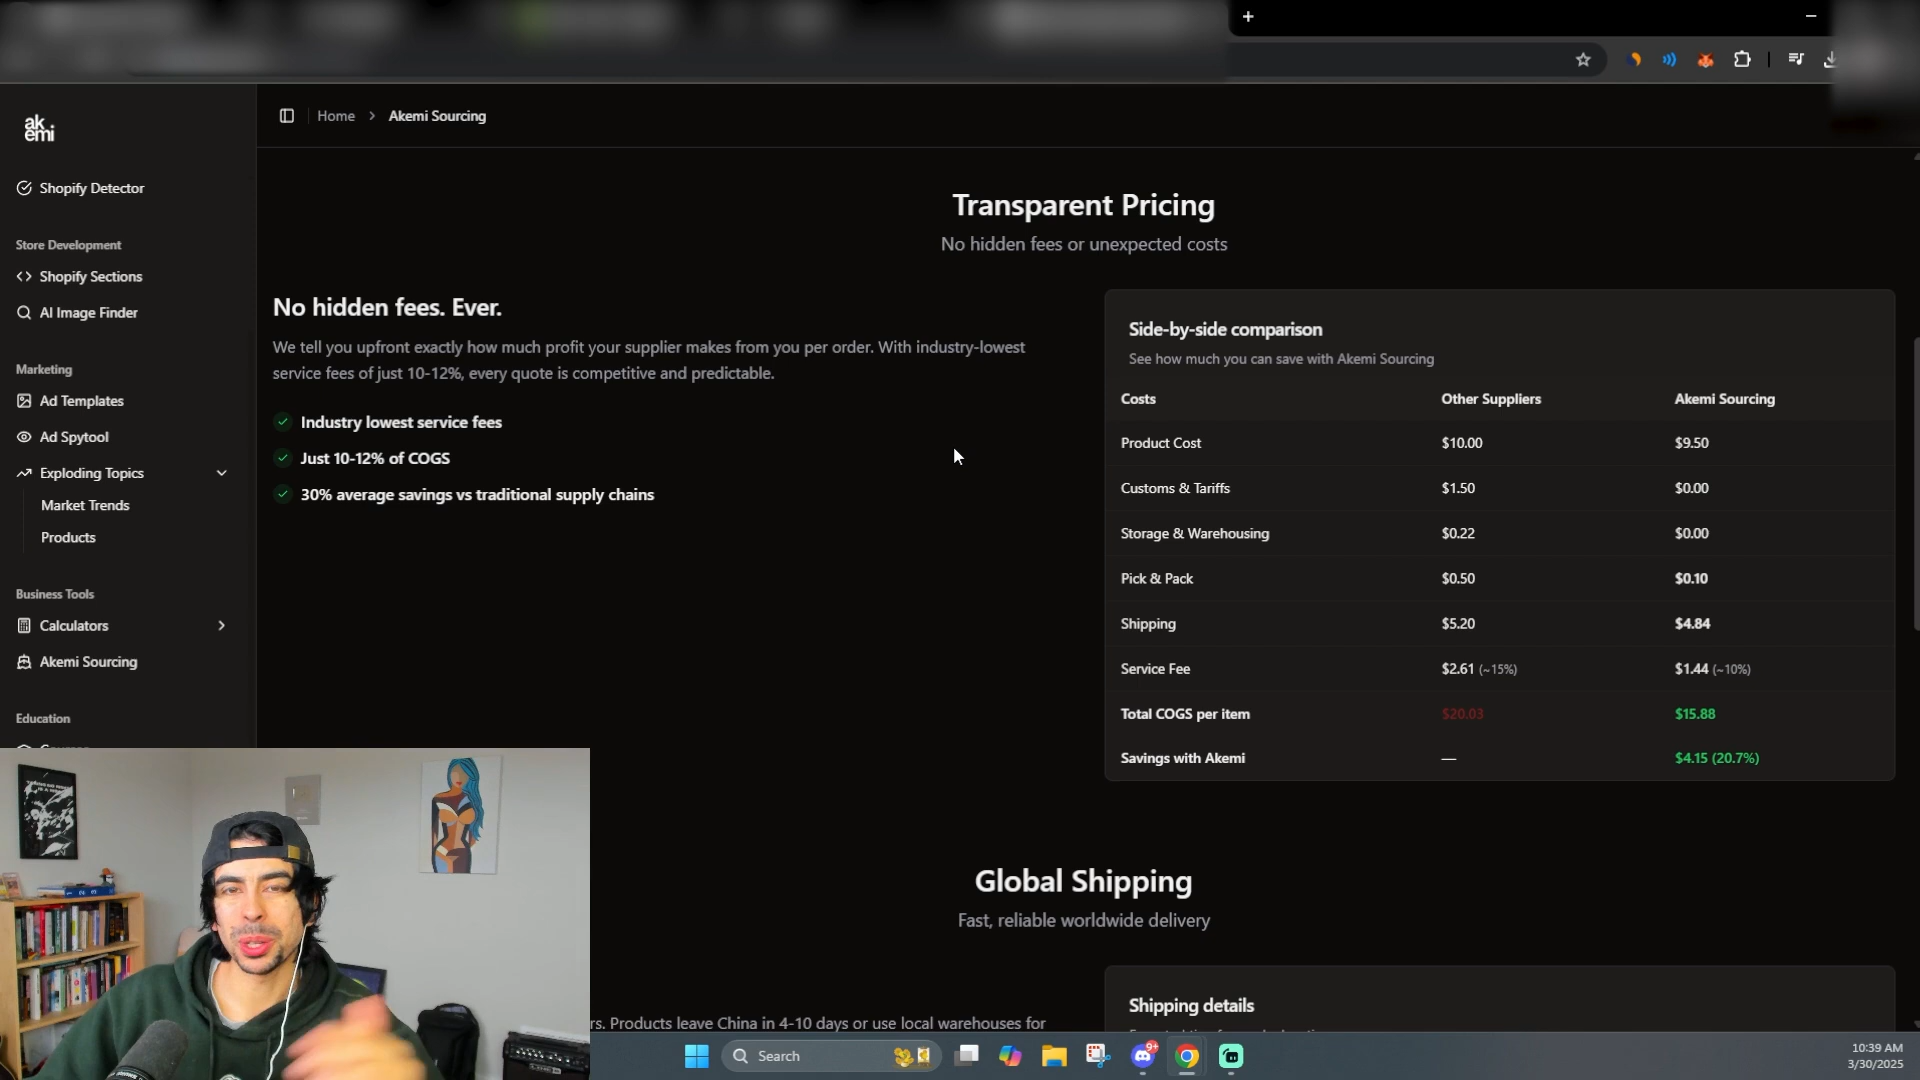 ak
emi
Home > Akemi Sourcing
Shopify Detector
Store Development
Shopify Sections
AI Image Finder
Marketing
Ad Templates
Ad Spytool
Exploding Topics
Market Trends
Products
Business Tools
Calculators
Akemi Sourcing
Education
Transparent Pricing
No hidden fees or unexpected costs
No hidden fees. Ever.
We tell you upfront exactly how much profit your supplier makes from you per order. With industry-lowest
service fees of just 10-12%, every quote is competitive and predictable.
Industry lowest service fees
Just 10-12% of COGS
30% average savings vs traditional supply chains
Side-by-side comparison
See how much you can save with Akemi Sourcing
Costs Other Suppliers Akemi Sourcing
Product Cost $10.00 $9.50
Customs & Tariffs $1.50 $0.00
Storage & Warehousing $0.22 $0.00
Pick & Pack $0.50 $0.10
Shipping $5.20 $4.84
Service Fee $2.61 (~15%) $1.44 (~10%)
Total COGS per item $20.03 $15.88
Savings with Akemi — $4.15 (20.7%)
Global Shipping
Fast, reliable worldwide delivery
rs. Products leave China in 4-10 days or use local warehouses for
Shipping details
Search
9+
10:39 AM
3/30/2025